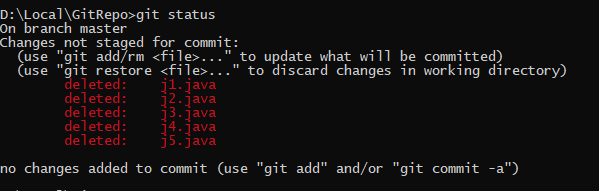 D:\Local\GitRepo>git status
On branch master
Changes not staged for commit:
  (use "git add/rm <file>..." to update what will be committed)
  (use "git restore <file>..." to discard changes in working directory)
        deleted:    j1.java
        deleted:    j2.java
        deleted:    j3.java
        deleted:    j4.java
        deleted:    j5.java
no changes added to commit (use "git add" and/or "git commit -a")